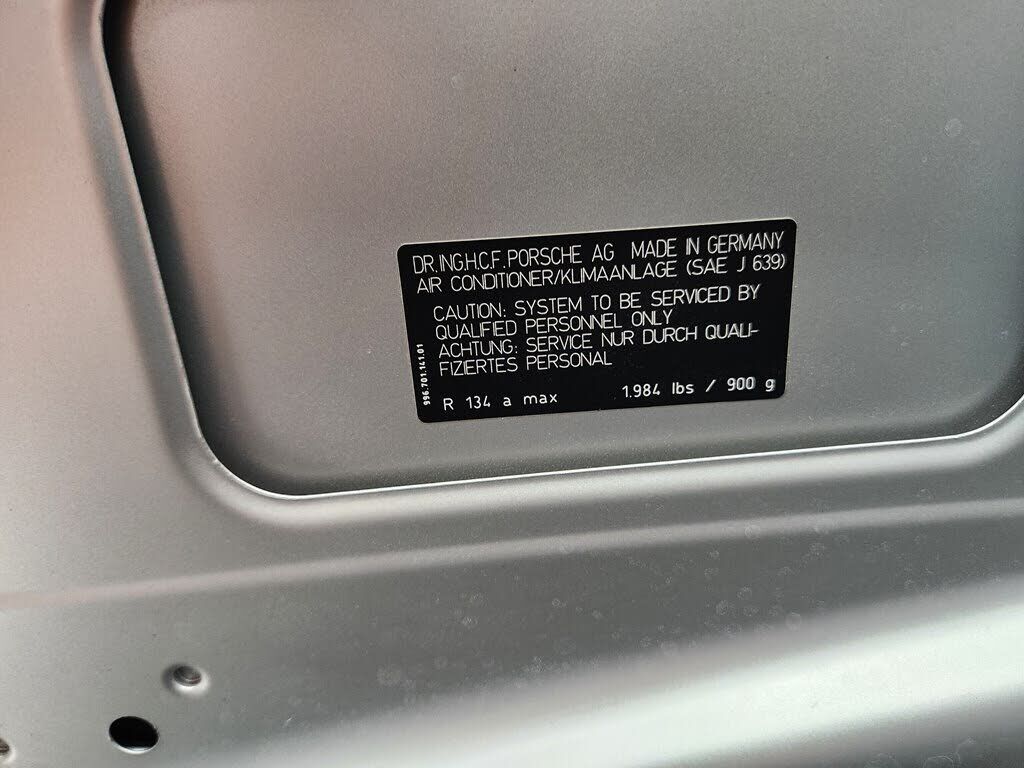 DR.ING.H.C.F. PORSCHE AG MADE IN GERMANY
AIR CONDITIONER/KLIMAANLAGE (SAE J 639)
CAUTION: SYSTEM TO BE SERVICED BY
QUALIFIED PERSONNEL ONLY
ACHTUNG: SERVICE NUR DURCH QUALI-
FIZIERTES PERSONAL
R 134 a max 1.984 lbs / 900 g
996.701.141.01